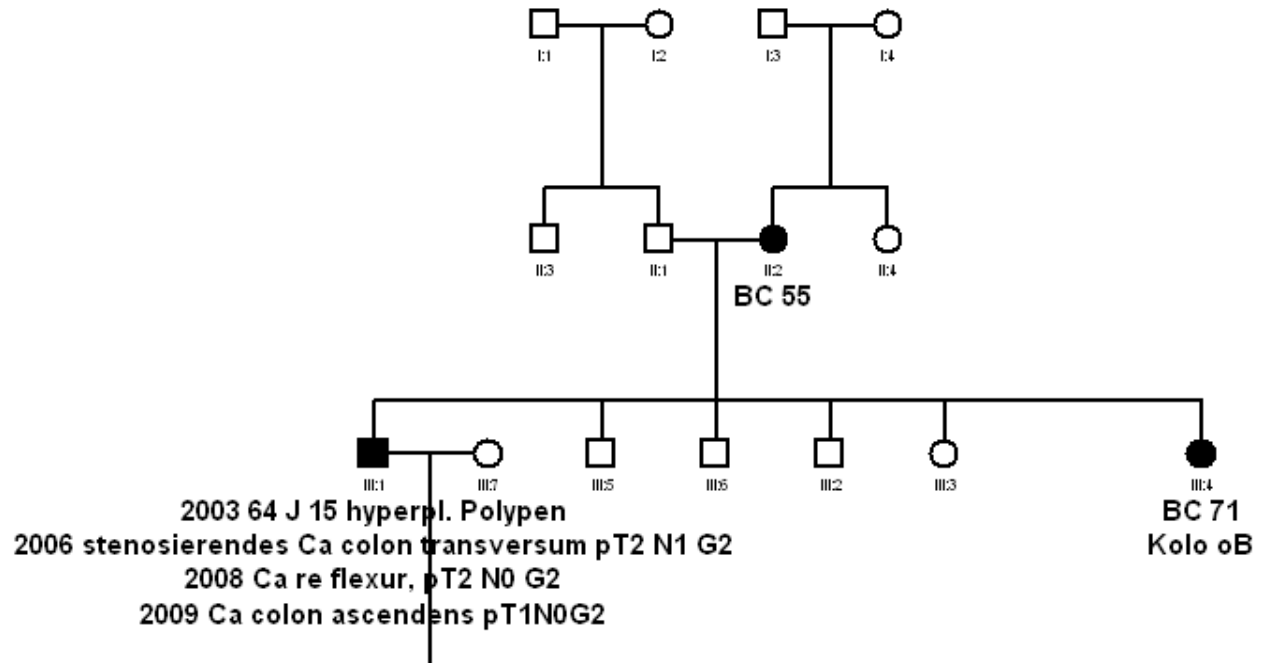 I:1 I:2 I:3 I:4
II:3 II:1 II:2 II:4
BC 55
III:1 III:7 III:5 III:6 III:2 III:3 III:4
2003 64 J 15 hyperpl. Polypen
2006 stenosierendes Ca colon transversum pT2 N1 G2
2008 Ca re flexur, pT2 N0 G2
2009 Ca colon ascendens pT1N0G2
BC 71
Kolo oB